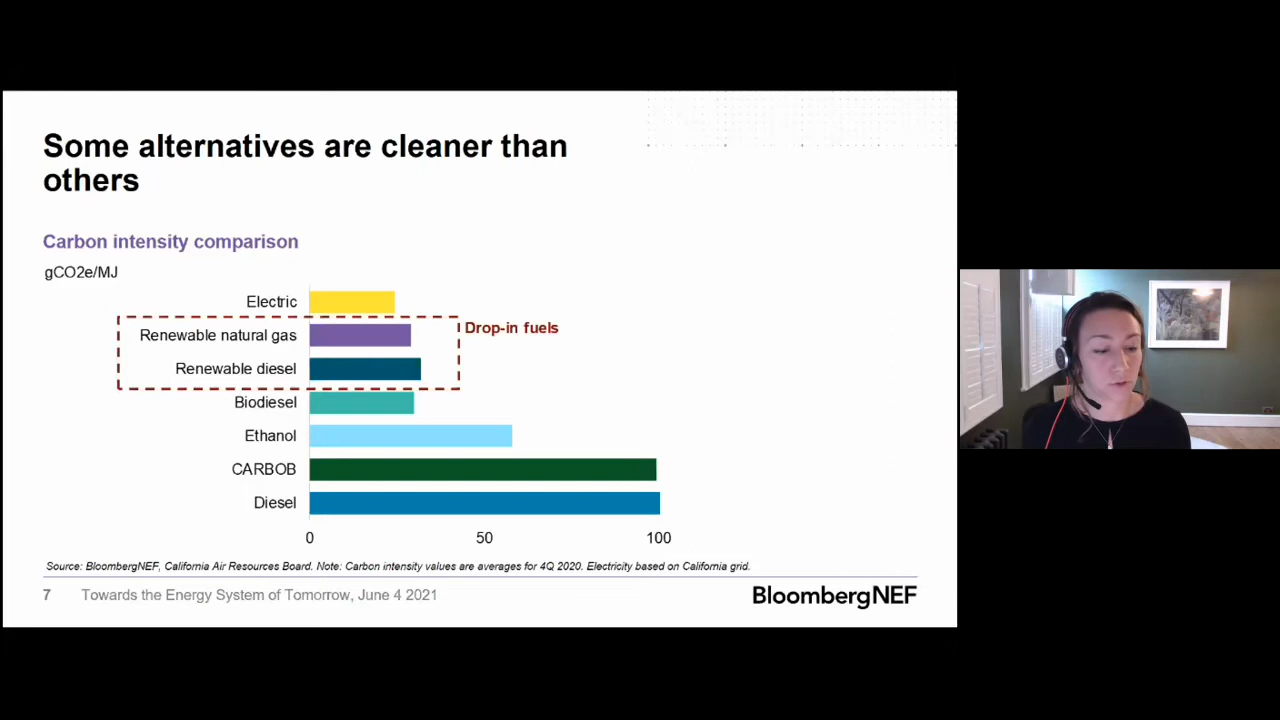 Some alternatives are cleaner than
others
Carbon intensity comparison
gCO2e/MJ
Electric
Renewable natural gas
Drop-in fuels
Renewable diesel
Biodiesel
Ethanol
CARBOB
Diesel
0 50 100
Source: BloombergNEF, California Air Resources Board. Note: Carbon intensity values are averages for 4Q 2020. Electricity based on California grid.
7 Towards the Energy System of Tomorrow, June 4 2021
BloombergNEF